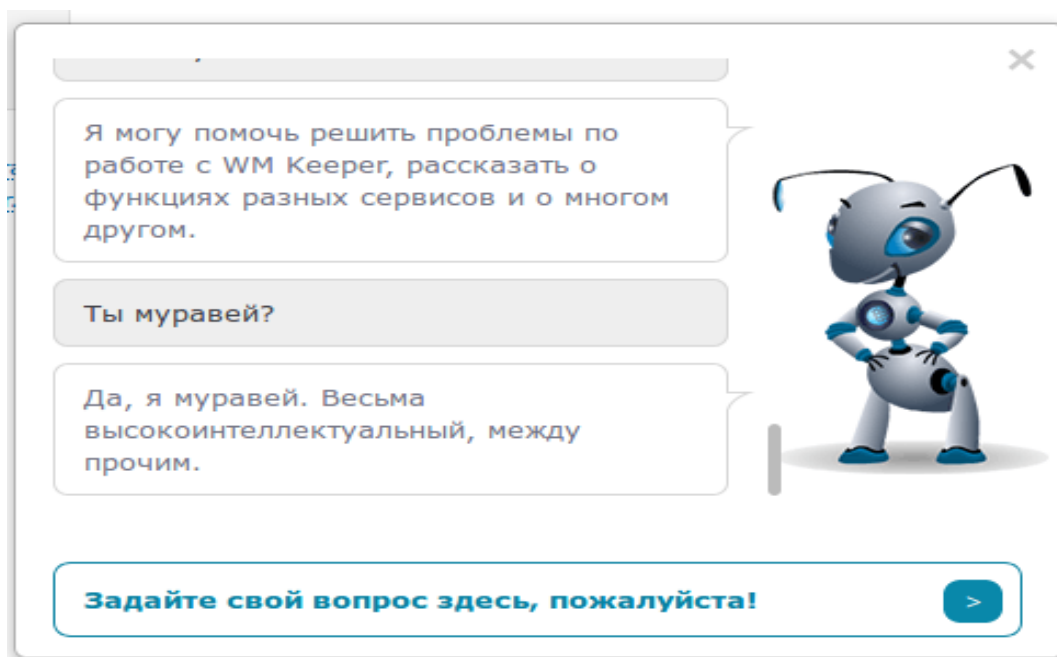 Я могу помочь решить проблемы по
работе с WM Keeper, рассказать о
функциях разных сервисов и о многом
другом.
Ты муравей?
Да, я муравей. Весьма
высокоинтеллектуальный, между
прочим.
Задайте свой вопрос здесь, пожалуйста!
>